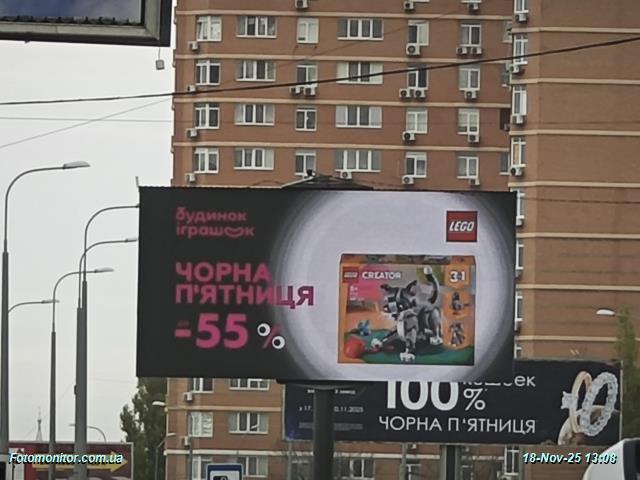 будинок
іграшок
LEGO
ЧОРНА
П'ЯТНИЦЯ
-55%
LEGO CREATOR
3in1
100%
ЧОРНА П'ЯТНИЦЯ
Fotomonitor.com.ua
18-Nov-25 13:08